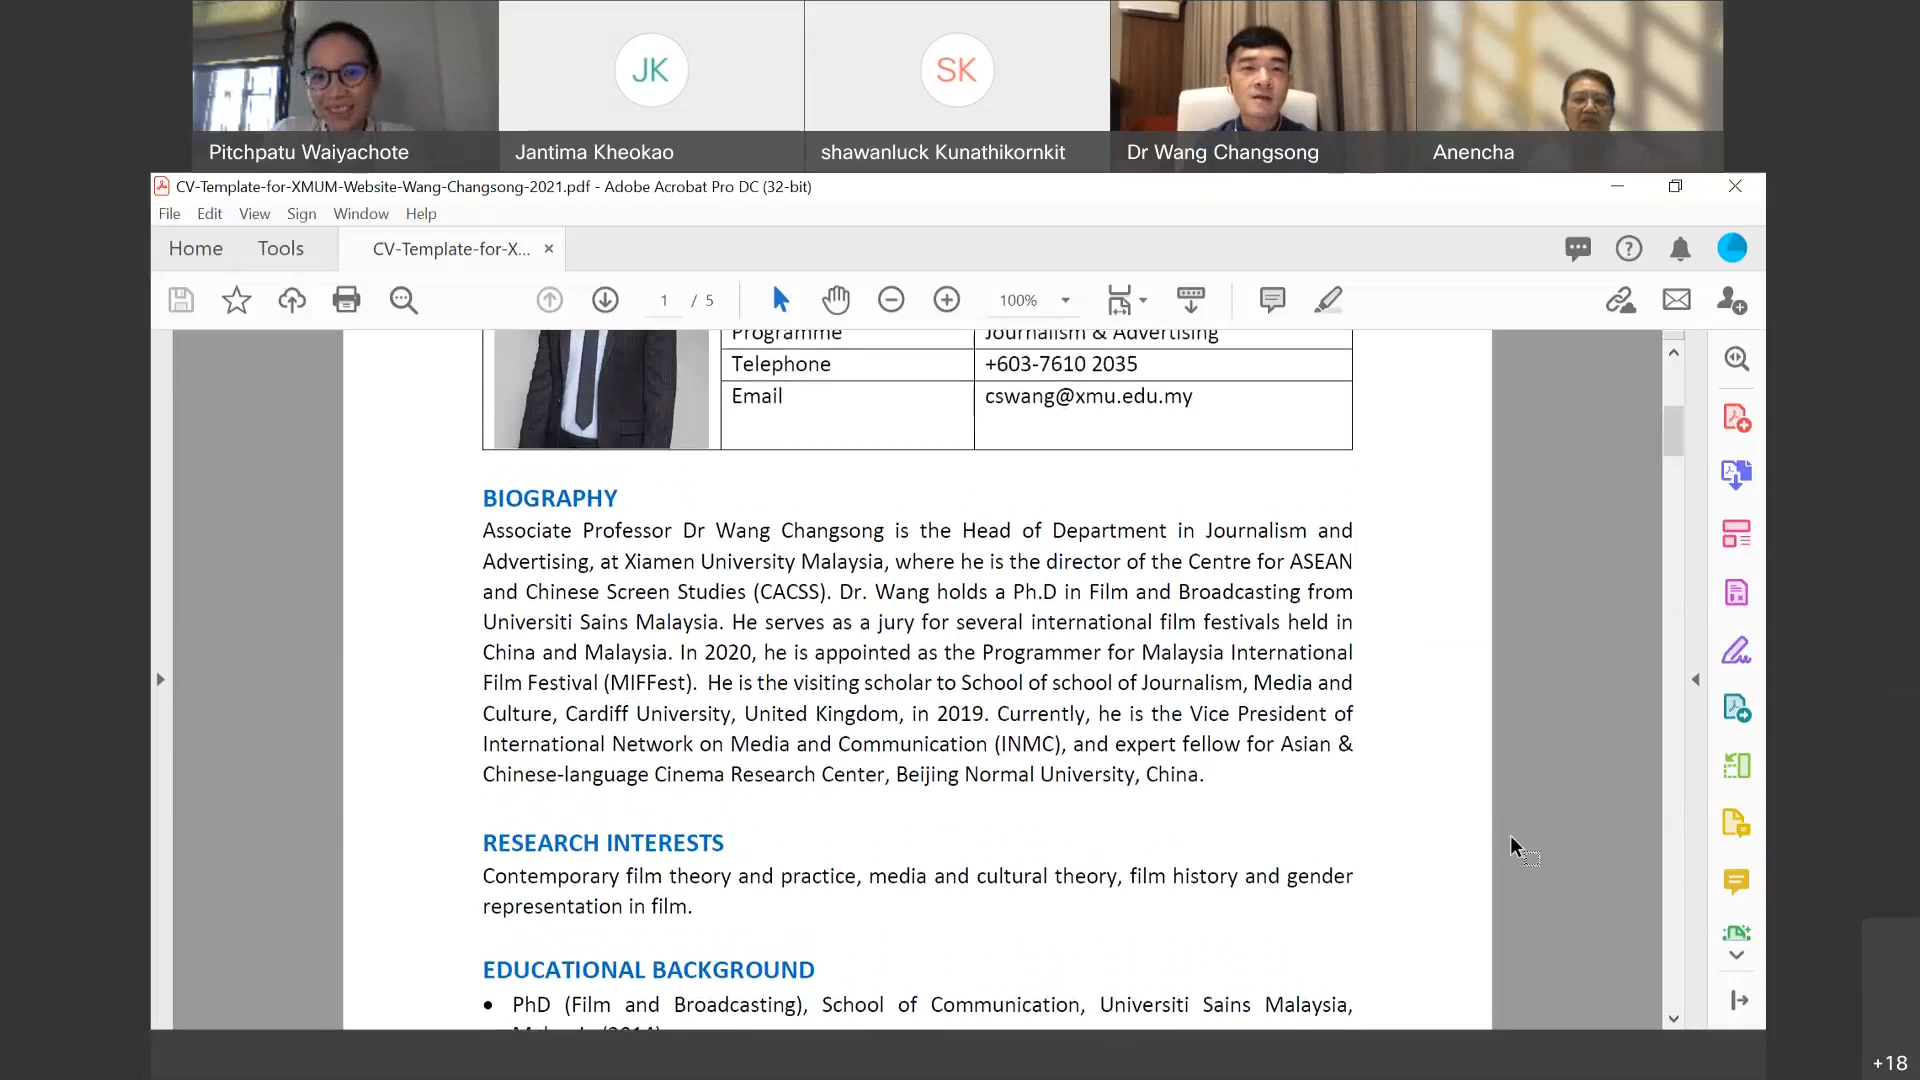 JK
SK
Pitchpatu Waiyachote
Jantima Kheokao
shawanluck Kunathikornkit
Dr Wang Changsong
Anencha
CV-Template-for-XMUM-Website-Wang-Changsong-2021.pdf - Adobe Acrobat Pro DC (32-bit)
File Edit View Sign Window Help
Home Tools CV-Template-for-X... ×
1 / 5 100%
Programme Journalism & Advertising
Telephone +603-7610 2035
Email cswang@xmu.edu.my
BIOGRAPHY
Associate Professor Dr Wang Changsong is the Head of Department in Journalism and
Advertising, at Xiamen University Malaysia, where he is the director of the Centre for ASEAN
and Chinese Screen Studies (CACSS). Dr. Wang holds a Ph.D in Film and Broadcasting from
Universiti Sains Malaysia. He serves as a jury for several international film festivals held in
China and Malaysia. In 2020, he is appointed as the Programmer for Malaysia International
Film Festival (MIFFest). He is the visiting scholar to School of school of Journalism, Media and
Culture, Cardiff University, United Kingdom, in 2019. Currently, he is the Vice President of
International Network on Media and Communication (INMC), and expert fellow for Asian &
Chinese-language Cinema Research Center, Beijing Normal University, China.
RESEARCH INTERESTS
Contemporary film theory and practice, media and cultural theory, film history and gender
representation in film.
EDUCATIONAL BACKGROUND
• PhD (Film and Broadcasting), School of Communication, Universiti Sains Malaysia,
+18